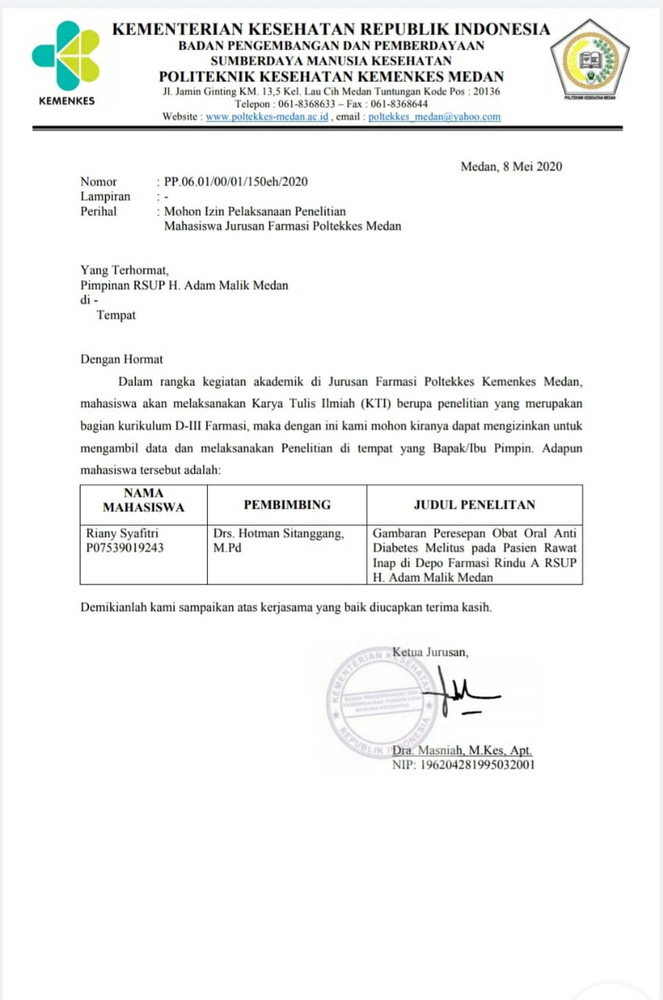 KEMENTERIAN KESEHATAN REPUBLIK INDONESIA
BADAN PENGEMBANGAN DAN PEMBERDAYAAN
SUMBERDAYA MANUSIA KESEHATAN
POLITEKNIK KESEHATAN KEMENKES MEDAN
Jl. Jamin Ginting KM. 13,5 Kel. Lau Cih Medan Tuntungan Kode Pos : 20136
Telepon : 061-8368633 – Fax : 061-8368644
Website : www.poltekkes-medan.ac.id , email : poltekkes_medan@yahoo.com
KEMENKES
POLITEKNIK KESEHATAN MEDAN
Medan, 8 Mei 2020
Nomor : PP.06.01/00/01/150eh/2020
Lampiran : -
Perihal : Mohon Izin Pelaksanaan Penelitian
Mahasiswa Jurusan Farmasi Poltekkes Medan
Yang Terhormat,
Pimpinan RSUP H. Adam Malik Medan
di -
Tempat
Dengan Hormat
Dalam rangka kegiatan akademik di Jurusan Farmasi Poltekkes Kemenkes Medan,
mahasiswa akan melaksanakan Karya Tulis Ilmiah (KTI) berupa penelitian yang merupakan
bagian kurikulum D-III Farmasi, maka dengan ini kami mohon kiranya dapat mengizinkan untuk
mengambil data dan melaksanakan Penelitian di tempat yang Bapak/Ibu Pimpin. Adapun
mahasiswa tersebut adalah:
NAMA
MAHASISWA
PEMBIMBING
JUDUL PENELITAN
Riany Syafitri
P07539019243
Drs. Hotman Sitanggang,
M.Pd
Gambaran Peresepan Obat Oral Anti
Diabetes Melitus pada Pasien Rawat
Inap di Depo Farmasi Rindu A RSUP
H. Adam Malik Medan
Demikianlah kami sampaikan atas kerjasama yang baik diucapkan terima kasih.
Ketua Jurusan,
KEMENTERIAN KESEHATAN
BADAN PENGEMBANGAN DAN
PEMBERDAYAAN SUMBER DAYA
MANUSIA KESEHATAN
REPUBLIK INDONESIA
Dra. Masniah, M.Kes, Apt.
NIP: 196204281995032001